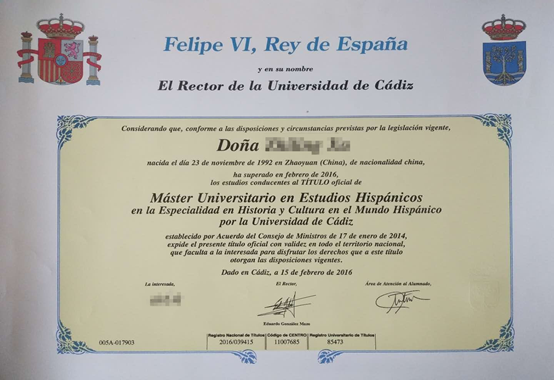 Felipe VI, Rey de España
y en su nombre
El Rector de la Universidad de Cádiz
Considerando que, conforme a las disposiciones y circunstancias previstas por la legislación vigente,
Doña
nacida el día 23 de noviembre de 1992 en Zhaoyuan (China), de nacionalidad china,
ha superado en febrero de 2016,
los estudios conducentes al TÍTULO oficial de
Máster Universitario en Estudios Hispánicos
en la Especialidad en Historia y Cultura en el Mundo Hispánico
por la Universidad de Cádiz
establecido por Acuerdo del Consejo de Ministros de 17 de enero de 2014,
expide el presente título oficial con validez en todo el territorio nacional,
que faculta a la interesada para disfrutar los derechos que a este título
otorgan las disposiciones vigentes.
Dado en Cádiz, a 15 de febrero de 2016
La interesada, El Rector, Área de Atención al Alumnado,
Eduardo González Mazo
Registro Nacional de Títulos Código de CENTRO Registro Universitario de Títulos
005A-017903 2016/039415 11007685 83473